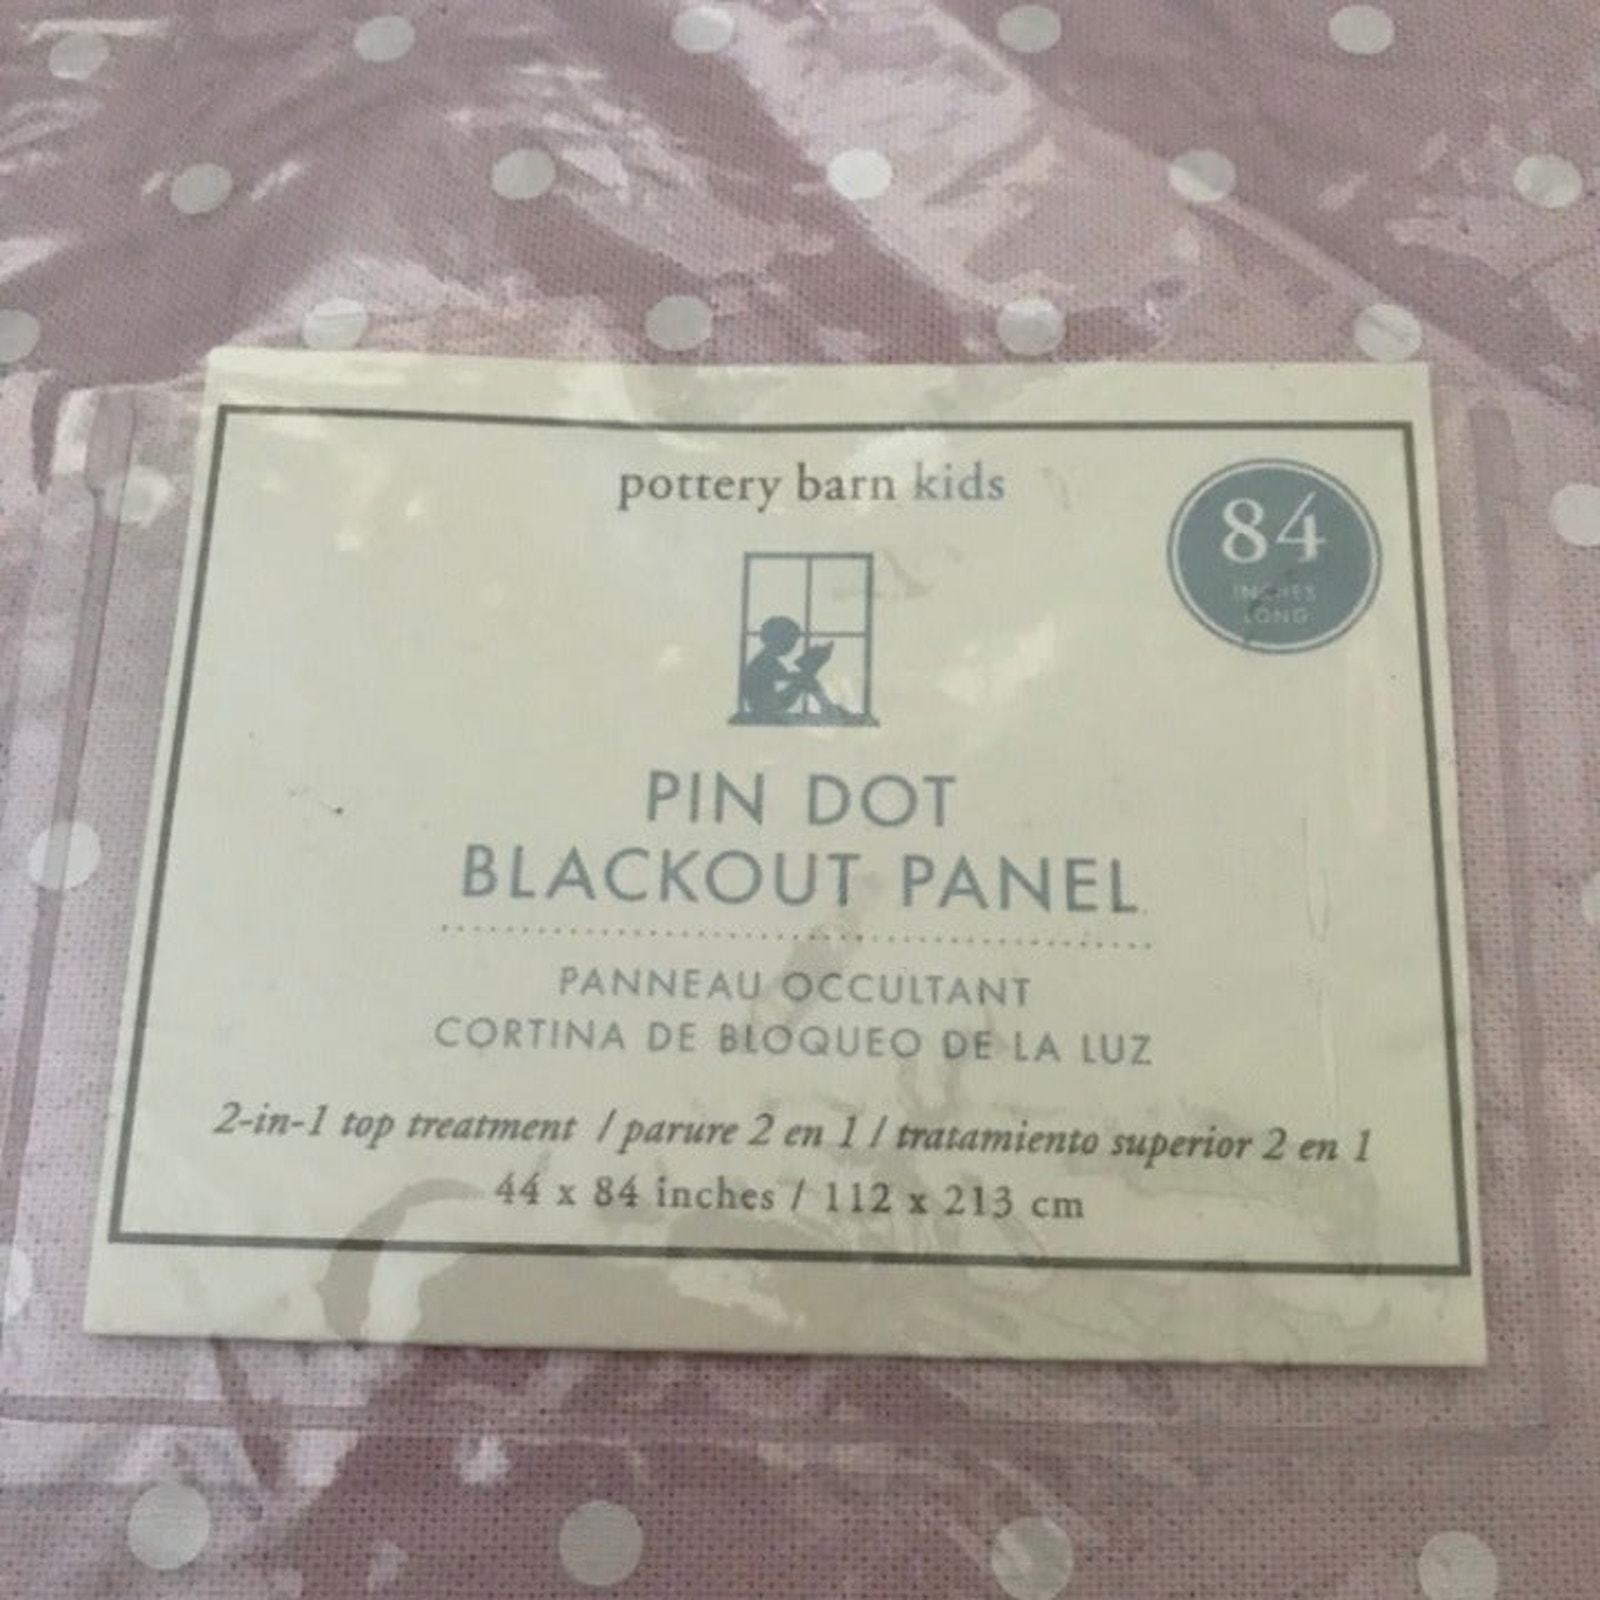 pottery barn kids
84
INCHES
LONG
PIN DOT
BLACKOUT PANEL
PANNEAU OCCULTANT
CORTINA DE BLOQUEO DE LA LUZ
2-in-1 top treatment / parure 2 en 1 / tratamiento superior 2 en 1
44 x 84 inches / 112 x 213 cm